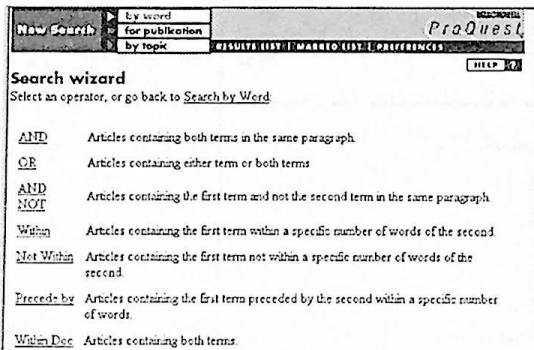 New Search
by word
for publication
by topic
ProQuest
RESULTS LIST MARKED LIST PREFERENCES
HELP ?
Search wizard
Select an operator, or go back to Search by Word:
AND Articles containing both terms in the same paragraph.
OR Articles containing either term or both terms
AND NOT Articles containing the first term and not the second term in the same paragraph.
Within Articles containing the first term within a specific number of words of the second.
Not Within Articles containing the first term not within a specific number of words of the
second.
Precede by Articles containing the first term preceded by the second within a specific number
of words.
Within Doc Articles containing both terms.